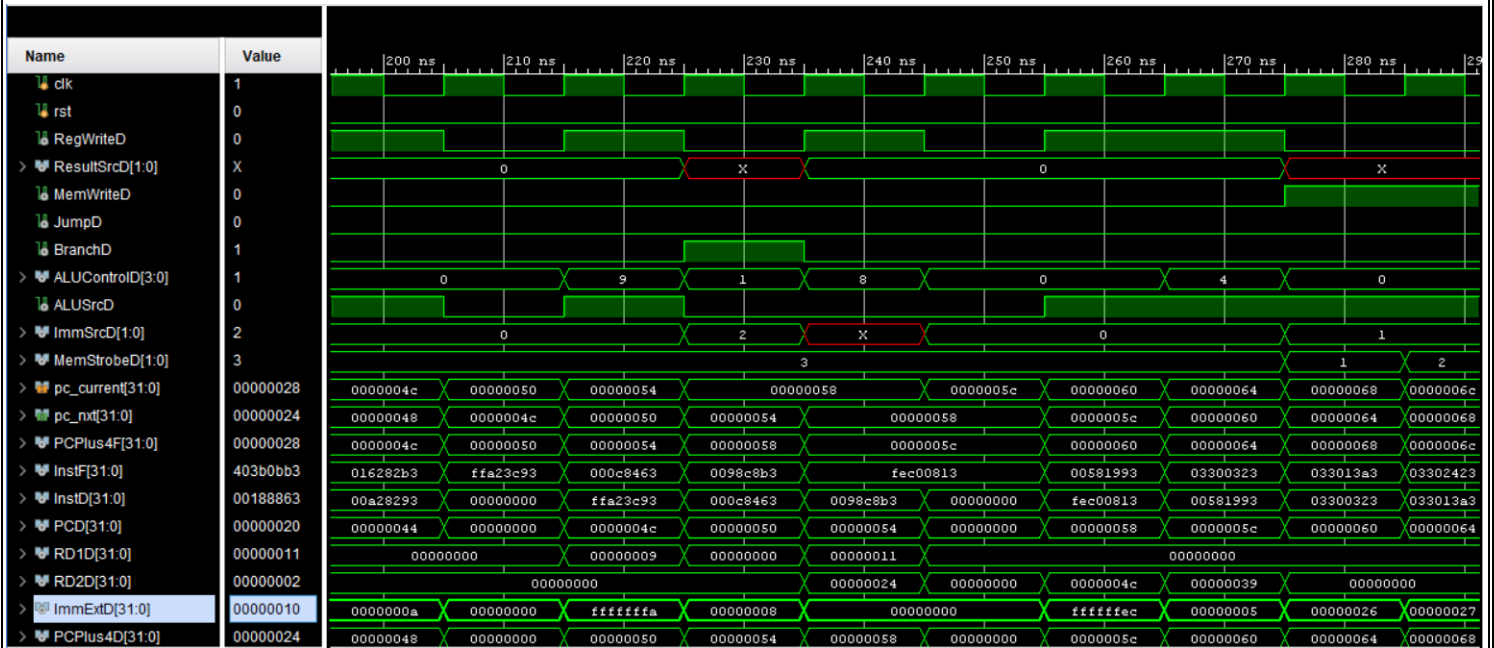 Name Value 200 ns 210 ns 220 ns 230 ns 240 ns 250 ns 260 ns 270 ns 280 ns 29
clk 1
rst 0
RegWriteD 0
ResultSrcD[1:0] X 0 X 0 X
MemWriteD 0
JumpD 0
BranchD 1
ALUControlD[3:0] 1 0 9 1 8 0 4 0
ALUSrcD 0
ImmSrcD[1:0] 2 0 2 X 0 1
MemStrobeD[1:0] 3 3 1 2
pc_current[31:0] 00000028 0000004c 00000050 00000054 00000058 0000005c 00000060 00000064 00000068 0000006c
pc_nxt[31:0] 00000024 00000048 0000004c 00000050 00000054 00000058 0000005c 00000060 00000064 00000068
PCPlus4F[31:0] 00000028 0000004c 00000050 00000054 00000058 0000005c 00000060 00000064 00000068 0000006c
InstF[31:0] 403b0bb3 016282b3 ffa23c93 000c8463 0098c8b3 fec00813 00581993 03300323 033013a3 03302423
InstD[31:0] 00188863 00a28293 00000000 ffa23c93 000c8463 0098c8b3 00000000 fec00813 00581993 03300323 033013a3
PCD[31:0] 00000020 00000044 00000000 0000004c 00000050 00000054 00000000 00000058 0000005c 00000060 00000064
RD1D[31:0] 00000011 00000000 00000009 00000000 00000011 00000000
RD2D[31:0] 00000002 00000000 00000024 00000000 0000004c 00000039 00000000
ImmExtD[31:0] 00000010 0000000a 00000000 fffffffa 00000008 00000000 ffffffec 00000005 00000026 00000027
PCPlus4D[31:0] 00000024 00000048 00000000 00000050 00000054 00000058 00000000 0000005c 00000060 00000064 00000068